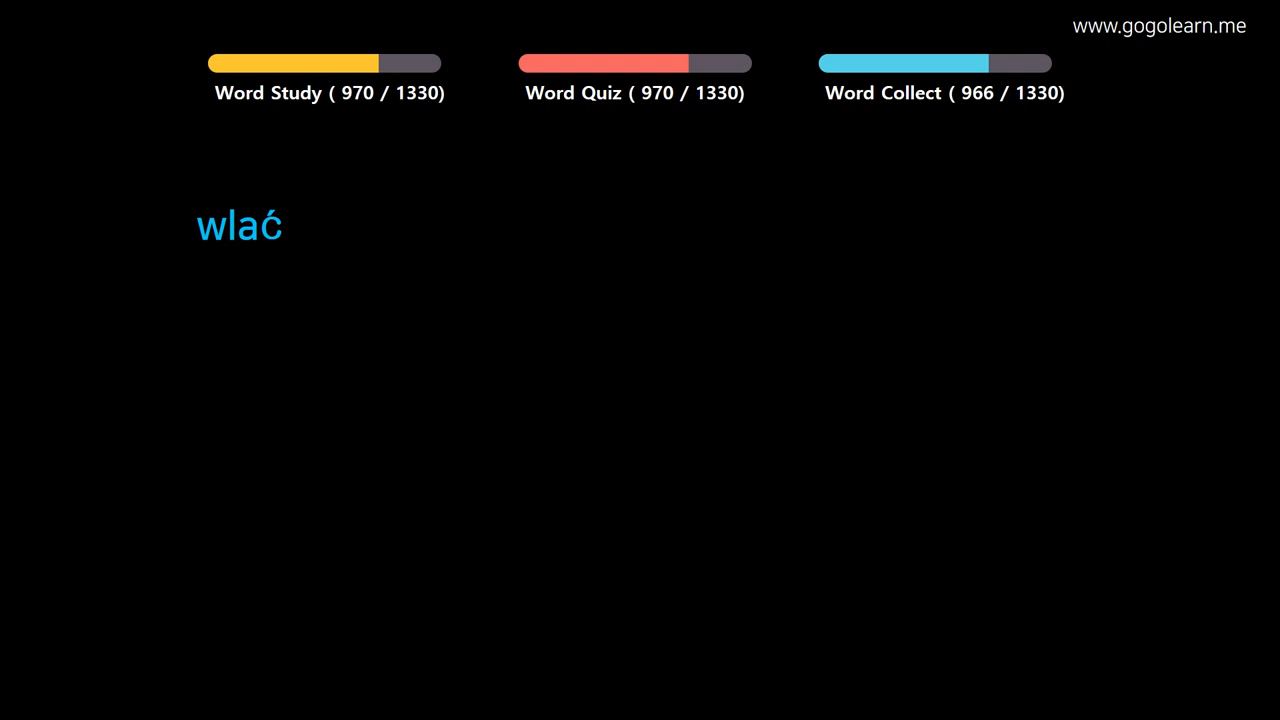 www.gogolearn.me
Word Study ( 970 / 1330)
Word Quiz ( 970 / 1330)
Word Collect ( 966 / 1330)
wlać